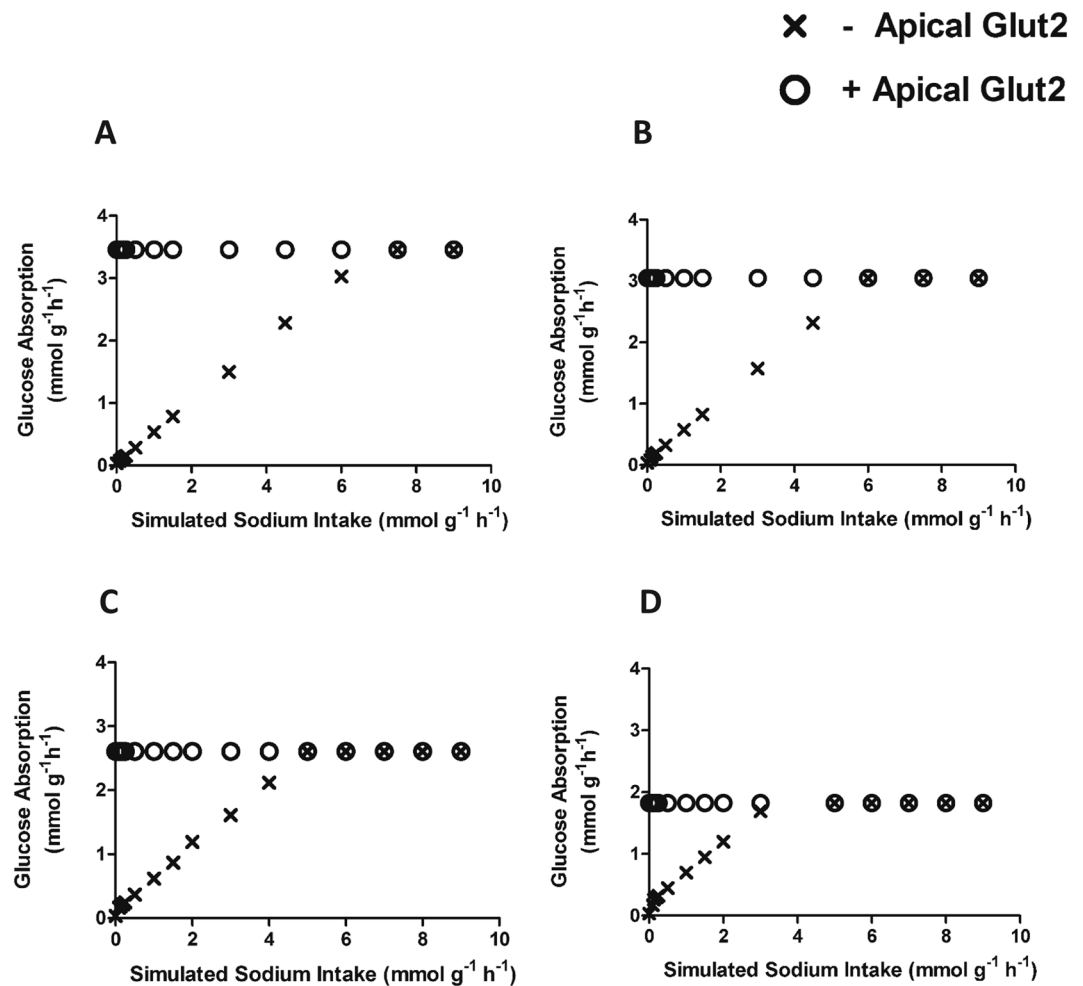 × - Apical Glut2
○ + Apical Glut2
A
Glucose Absorption
(mmol g⁻¹h⁻¹)
4
3
2
1
0
0 2 4 6 8 10
Simulated Sodium Intake (mmol g⁻¹ h⁻¹)
B
Glucose Absorption
(mmol g⁻¹h⁻¹)
4
3
2
1
0
0 2 4 6 8 10
Simulated Sodium Intake (mmol g⁻¹ h⁻¹)
C
Glucose Absorption
(mmol g⁻¹h⁻¹)
4
3
2
1
0
0 2 4 6 8 10
Simulated Sodium Intake (mmol g⁻¹ h⁻¹)
D
Glucose Absorption
(mmol g⁻¹h⁻¹)
4
3
2
1
0
0 2 4 6 8 10
Simulated Sodium Intake (mmol g⁻¹ h⁻¹)